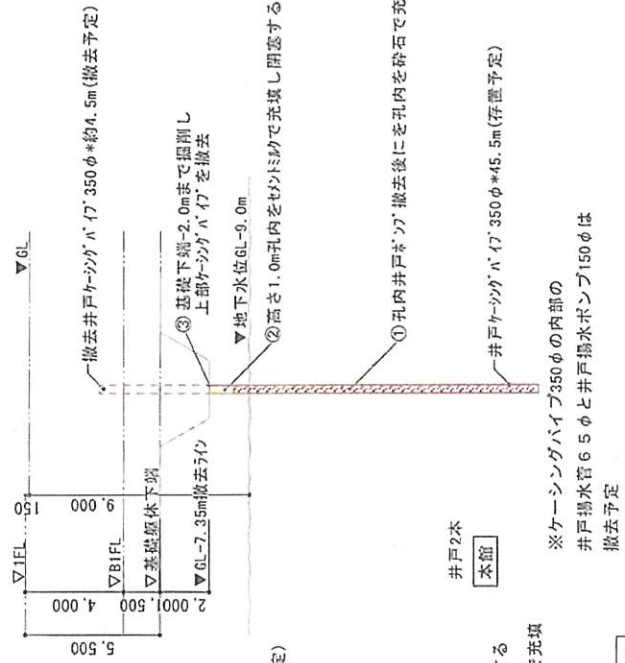 ▼GL
撤去井戸ケーシングパイプ350φ*約4.5m(撤去予定)
③ 基礎下端-2.0mまで掘削し
上部ケーシングパイプを撤去
▼地下水位GL-9.0m
②高さ1.0m孔内をセメントミルクで充填し閉塞する
①孔内井戸ポンプ撤去後にを孔内を砕石で充
井戸ケーシングパイプ350φ*45.5m(存置予定)
150
9.000
▽1FL
▽B1FL
▽基礎躯体下端
▼GL-7.35m撤去ライン
4.000
1.500
2.000
5.500
井戸2本
本館
※ケーシングパイプ350φの内部の
井戸揚水管65φと井戸揚水ポンプ150φは
撤去予定
定)
する
充填